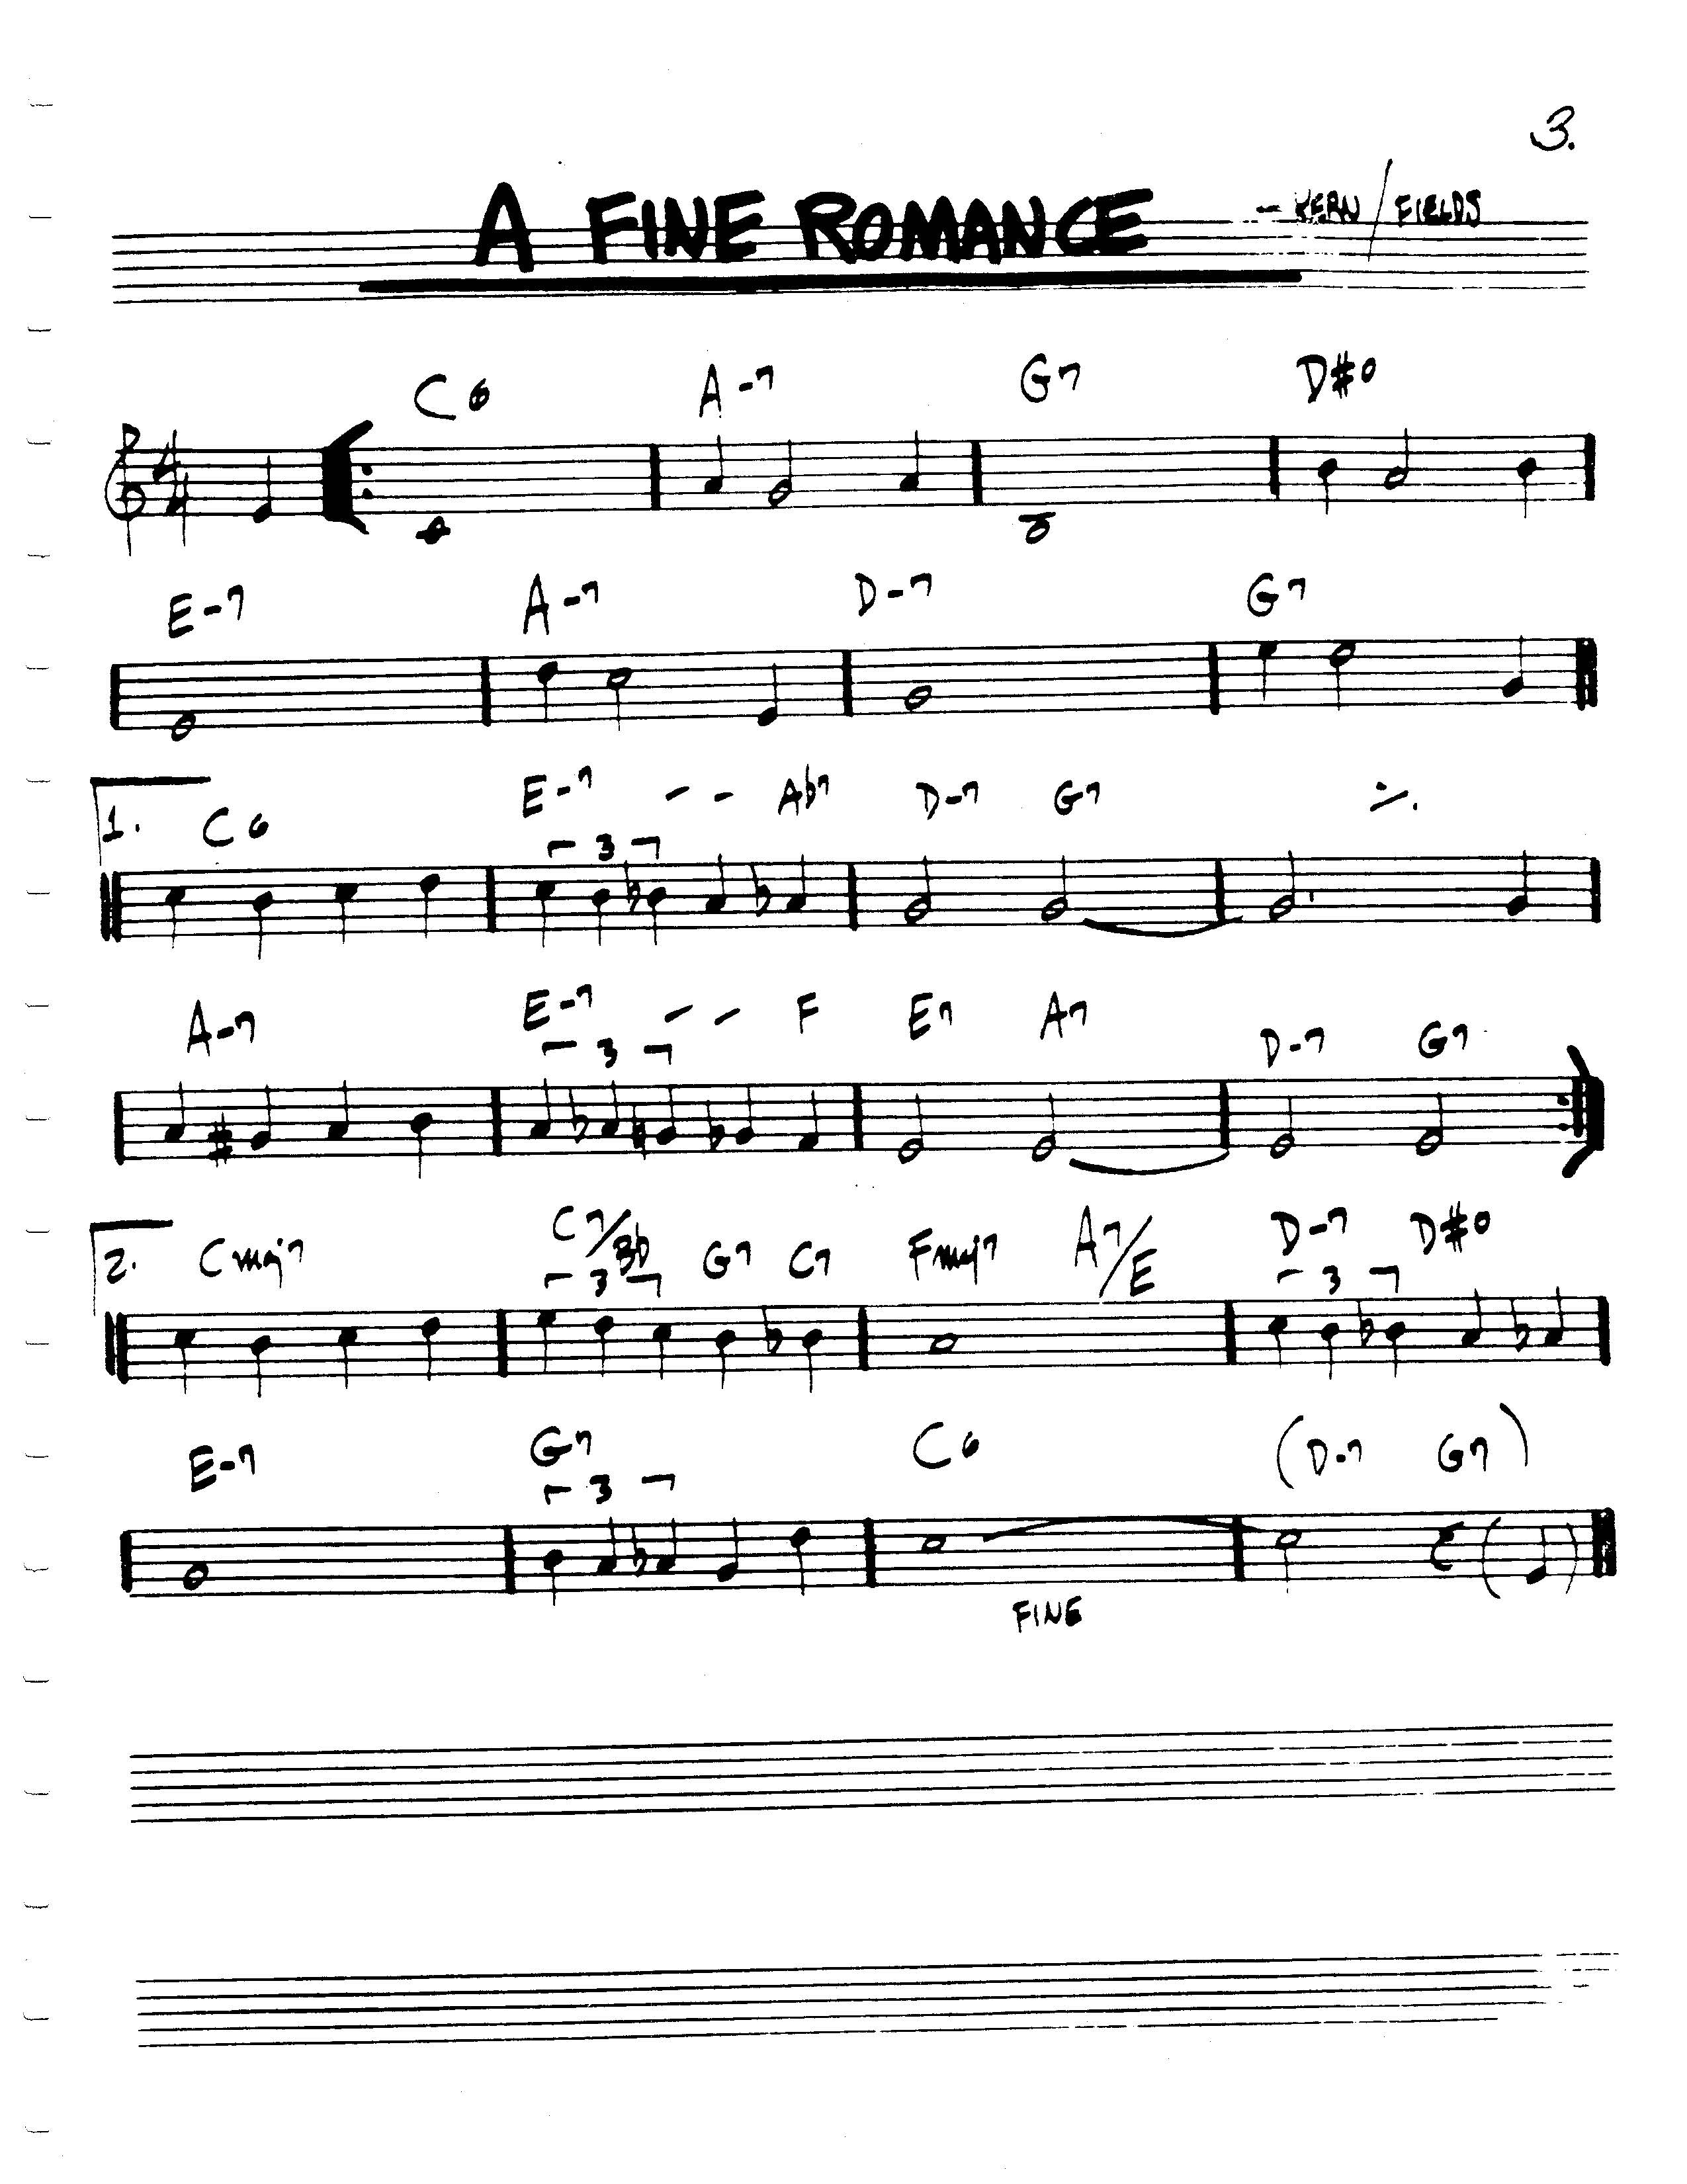 3.
A FINE ROMANCE - KERN / FIELDS
C6 A-7 G7 D#o
4
4
E-7 A-7 D-7 G7
1. C6 E-7 - - Ab7 D-7 G7 ٪
3
A-7 E-7 - - F E7 A7 D-7 G7
3
2. Cmaj7 C7/Bb G7 C7 Fmaj7 A7/E D-7 D#o
3 3
E-7 G7 C6 (D-7 G7)
3
FINE